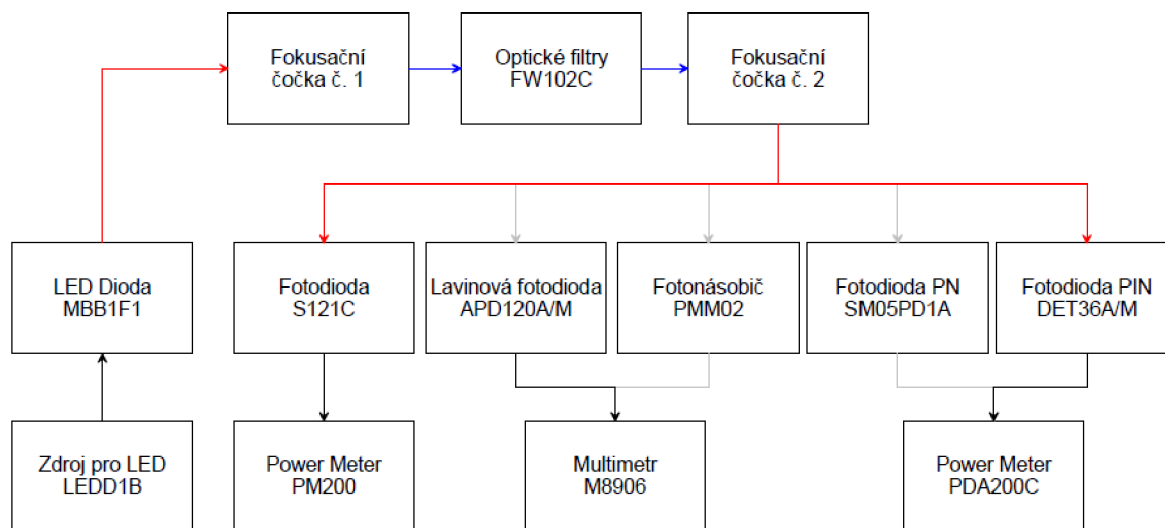 Fokusační
čočka č. 1
Optické filtry
FW102C
Fokusační
čočka č. 2
LED Dioda
MBB1F1
Fotodioda
S121C
Lavinová fotodioda
APD120A/M
Fotonásobič
PMM02
Fotodioda PN
SM05PD1A
Fotodioda PIN
DET36A/M
Zdroj pro LED
LEDD1B
Power Meter
PM200
Multimetr
M8906
Power Meter
PDA200C